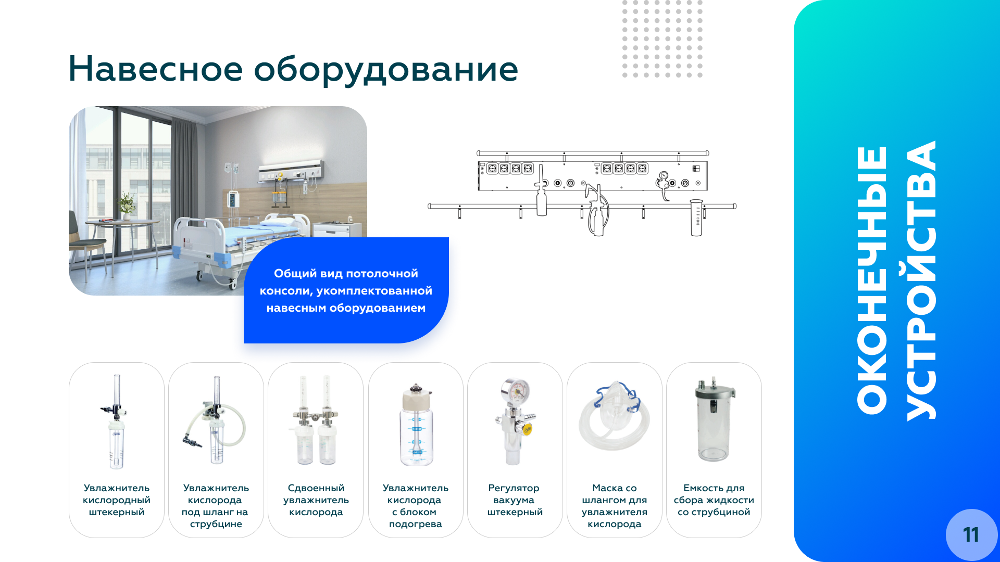 Навесное оборудование
Общий вид потолочной
консоли, укомплектованной
навесным оборудованием
Увлажнитель
кислородный
штекерный
Увлажнитель
кислорода
под шланг на
струбцине
Сдвоенный
увлажнитель
кислорода
Увлажнитель
кислорода
с блоком
подогрева
Регулятор
вакуума
штекерный
Маска со
шлангом для
увлажнителя
кислорода
Емкость для
сбора жидкости
со струбциной
ОКОНЕЧНЫЕ
УСТРОЙСТВА
11